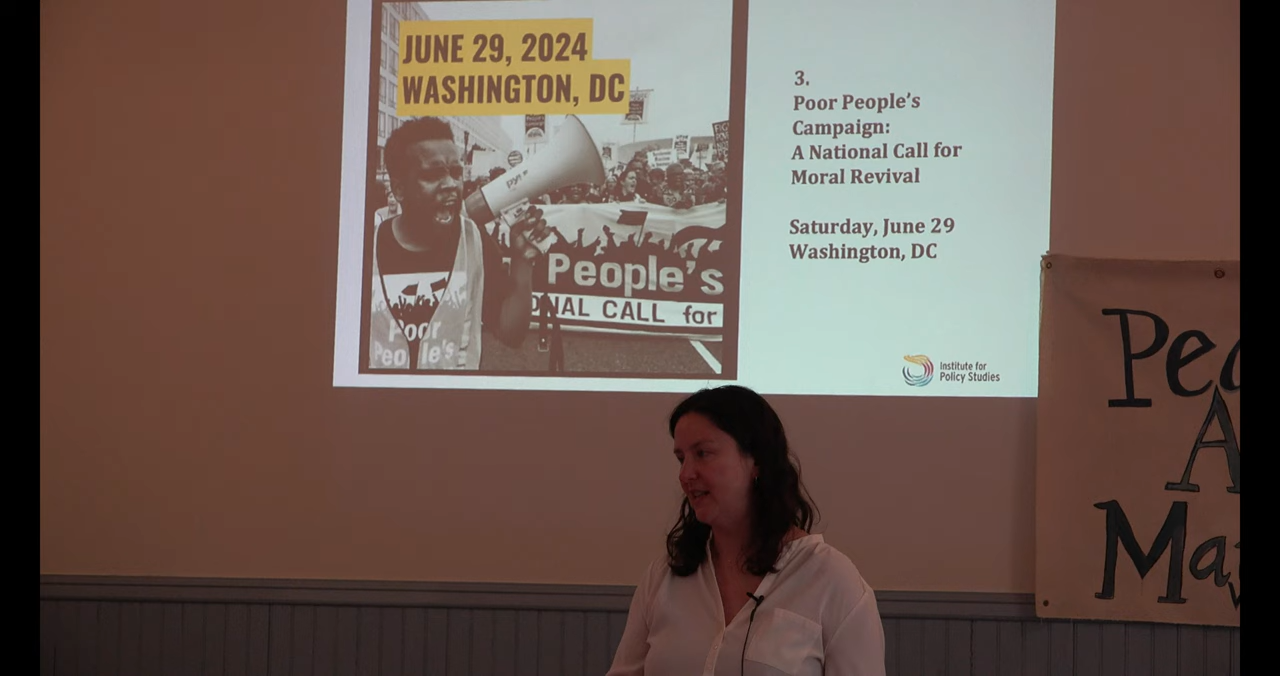 JUNE 29, 2024
WASHINGTON, DC
3.
Poor People's
Campaign:
A National Call for
Moral Revival
Saturday, June 29
Washington, DC
People's
NAL CALL for
Poor
People's
Institute for
Policy Studies
Pe
A
Ma